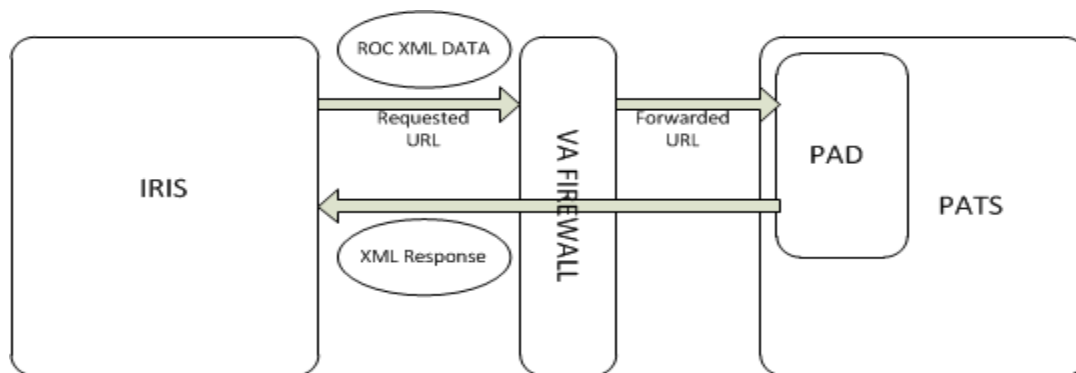 ROC XML DATA
Requested
URL
Forwarded
URL
IRIS
VA FIREWALL
PAD
PATS
XML Response